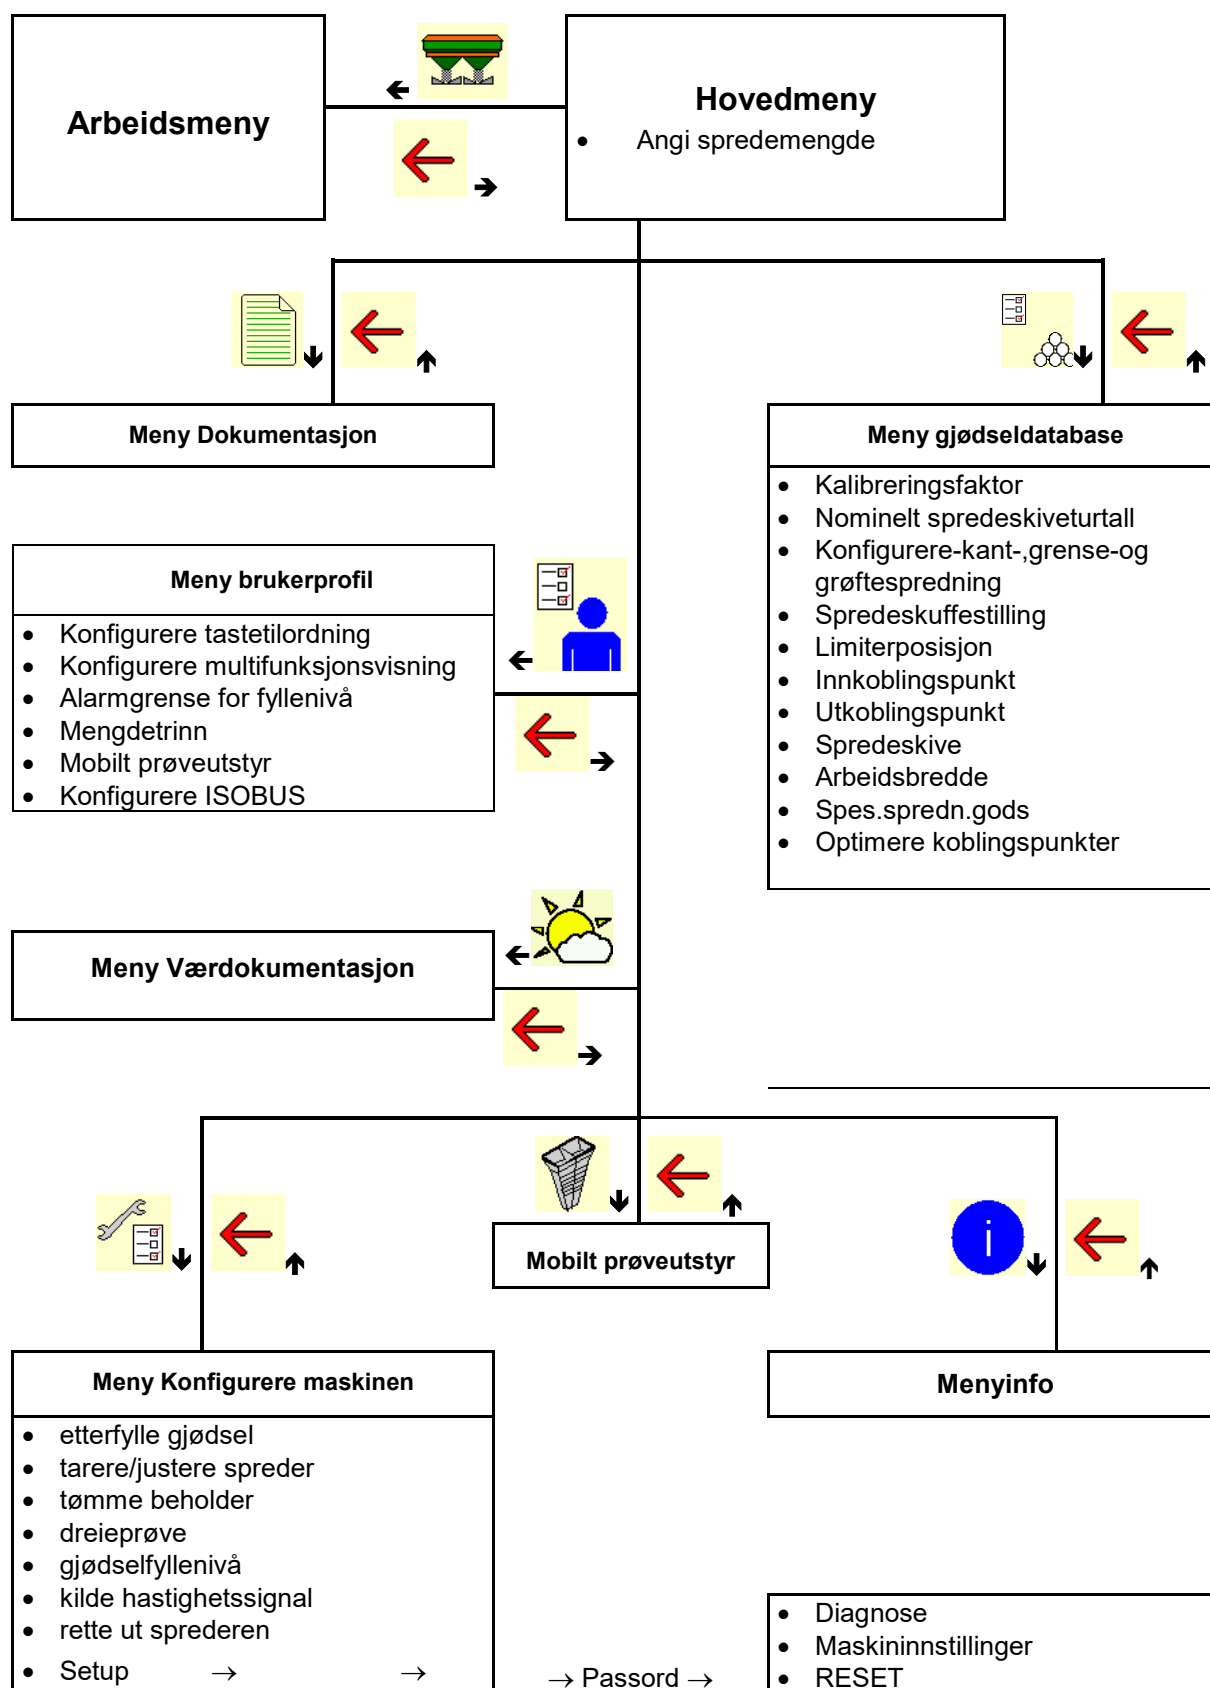 Arbeidsmeny
Hovedmeny
• Angi spredemengde
Meny Dokumentasjon
Meny gjødseldatabase
• Kalibreringsfaktor
• Nominelt spredeskiveturtall
• Konfigurere-kant-,grense-og
grøftespredning
• Spredeskuffestilling
• Limiterposisjon
• Innkoblingspunkt
• Utkoblingspunkt
• Spredeskive
• Arbeidsbredde
• Spes.spredn.gods
• Optimere koblingspunkter
Meny brukerprofil
• Konfigurere tastetilordning
• Konfigurere multifunksjonsvisning
• Alarmgrense for fyllenivå
• Mengdetrinn
• Mobilt prøveutstyr
• Konfigurere ISOBUS
Meny Værdokumentasjon
Mobilt prøveutstyr
i
Meny Konfigurere maskinen
• etterfylle gjødsel
• tarere/justere spreder
• tømme beholder
• dreieprøve
• gjødselfyllenivå
• kilde hastighetssignal
• rette ut sprederen
• Setup → → → Passord →
Menyinfo
• Diagnose
• Maskininnstillinger
• RESET